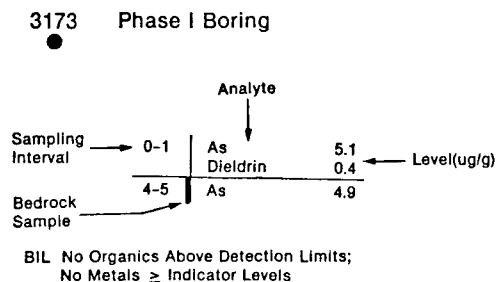 3173 Phase I Boring
Analyte
Sampling Interval
0-1 As 5.1
Dieldrin 0.4
Level(ug/g)
4-5 As 4.9
Bedrock Sample
BIL No Organics Above Detection Limits;
No Metals ≥ Indicator Levels